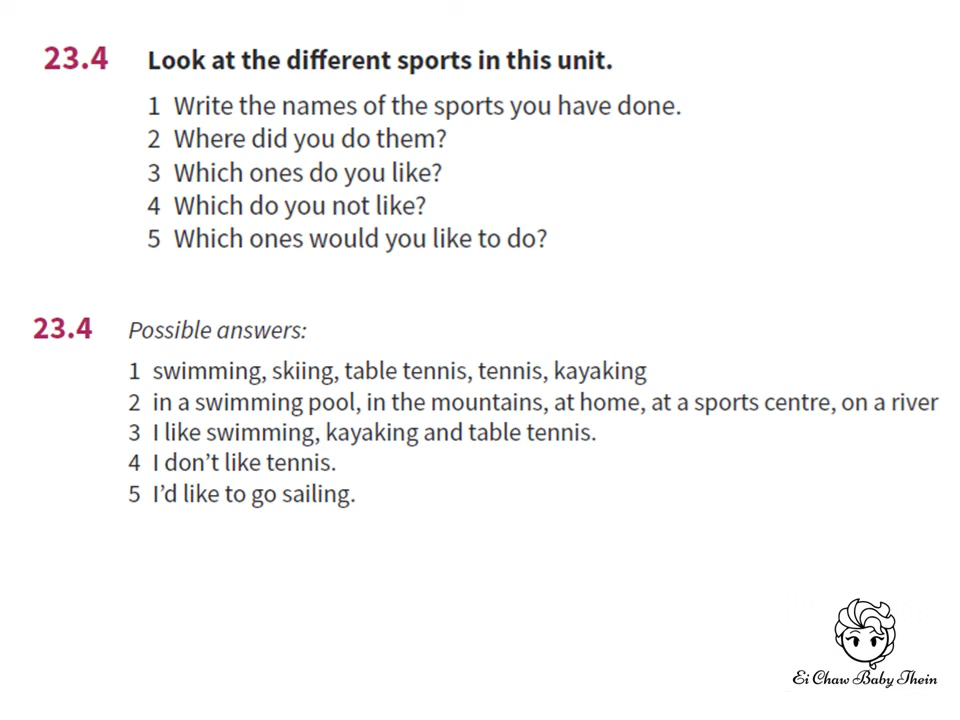 23.4 Look at the different sports in this unit.
1 Write the names of the sports you have done.
2 Where did you do them?
3 Which ones do you like?
4 Which do you not like?
5 Which ones would you like to do?
23.4 Possible answers:
1 swimming, skiing, table tennis, tennis, kayaking
2 in a swimming pool, in the mountains, at home, at a sports centre, on a river
3 I like swimming, kayaking and table tennis.
4 I don't like tennis.
5 I'd like to go sailing.
Ei Chaw Baby Thein